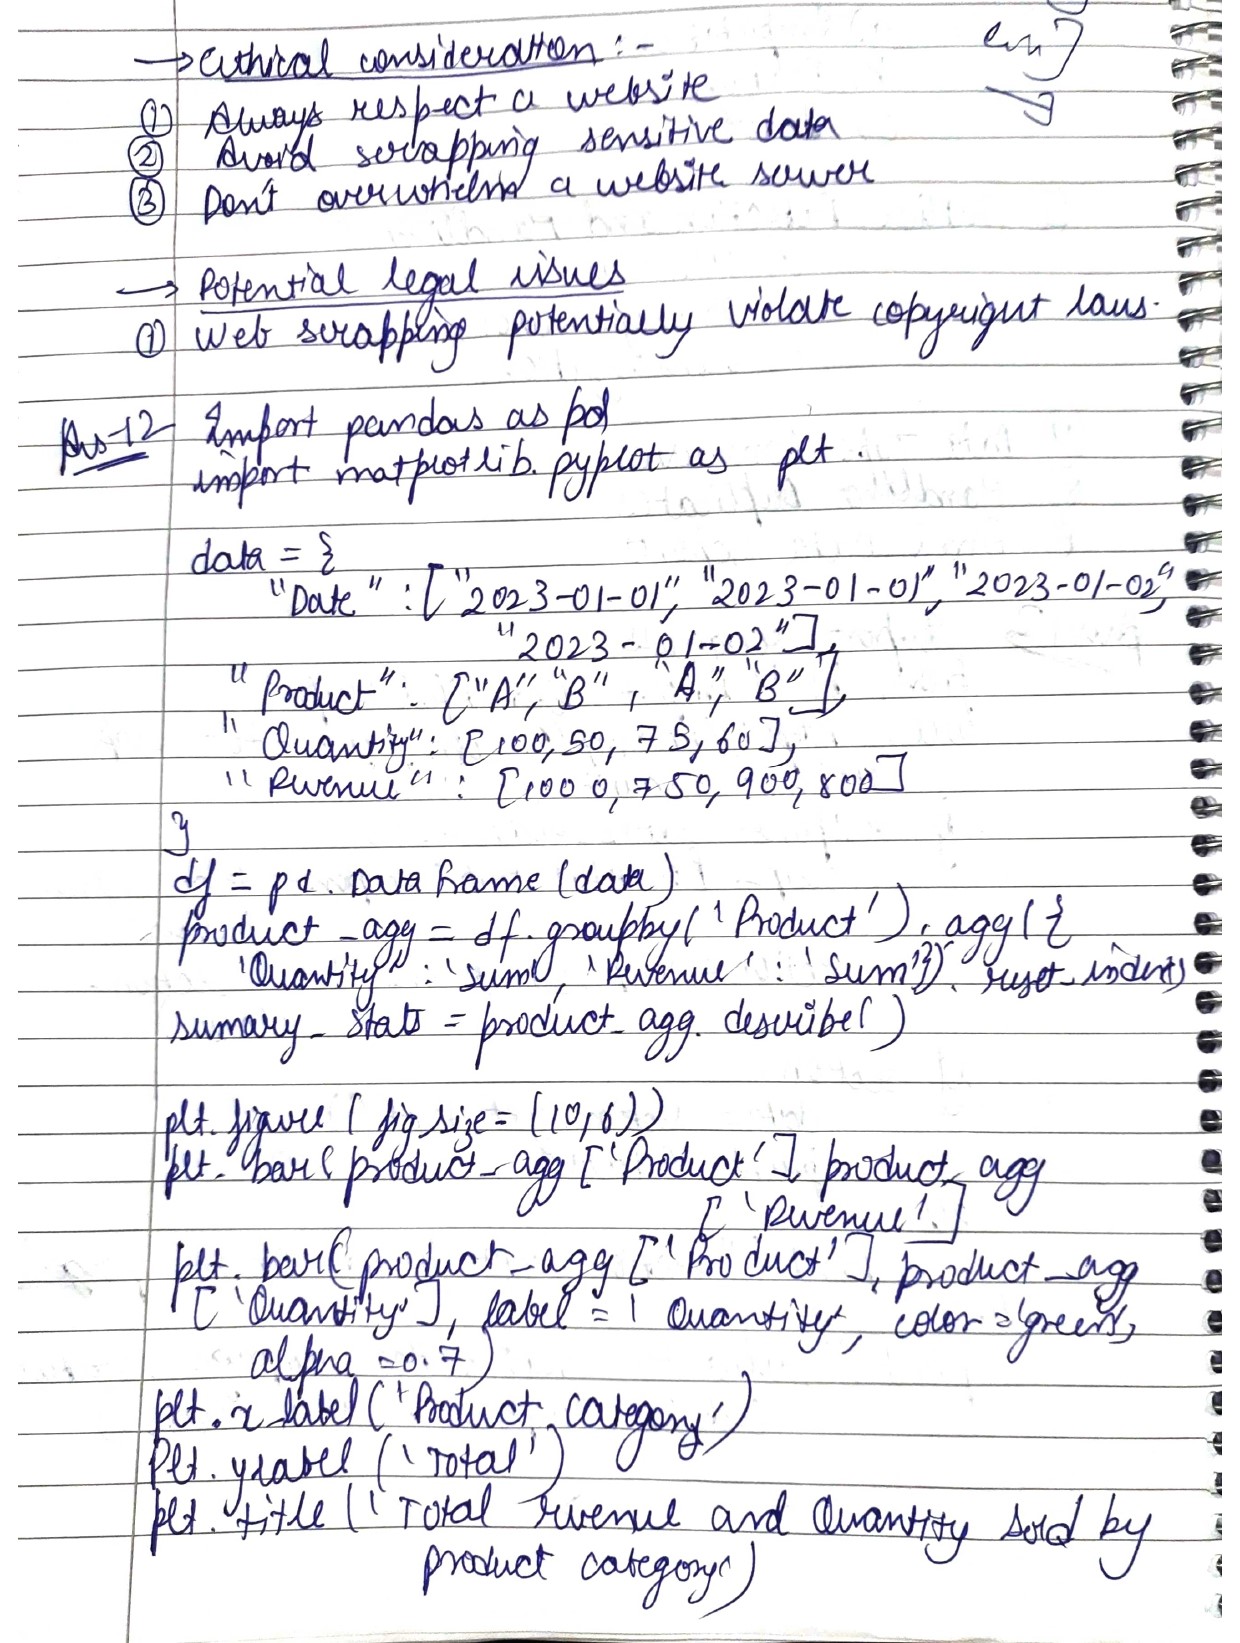 → Ethical consideration :-
① Always respect a website
② Avoid scrapping sensitive data
③ Don't overwhelm a website server
→ Potential legal issues
① Web scrapping potentially violate copyright laws.
Ans-12 Import pandas as pd
import matplotlib.pyplot as plt.
data = {
"Date" : ["2023-01-01", "2023-01-01", "2023-01-02",
"2023-01-02"],
"Product": ["A", "B", "A", "B"],
"Quantity": [100, 50, 75, 60],
"Revenue" : [1000, 750, 900, 800]
}
df = pd.DataFrame(data)
product_agg = df.groupby('Product').agg({
'Quantity' : 'sum', 'Revenue' : 'sum'}).reset_index()
sumary_stats = product_agg.describe()
plt.figure(figsize=(10,6))
plt.bar(product_agg['Product'], product_agg
['Revenue']
plt.bar(product_agg['Product'], product_agg
['Quantity'], label = 'Quantity', color='green',
alpha=0.7)
plt.x_label('Product category')
Plt.ylabel('Total')
plt.title('Total revenue and Quantity sold by
product category')